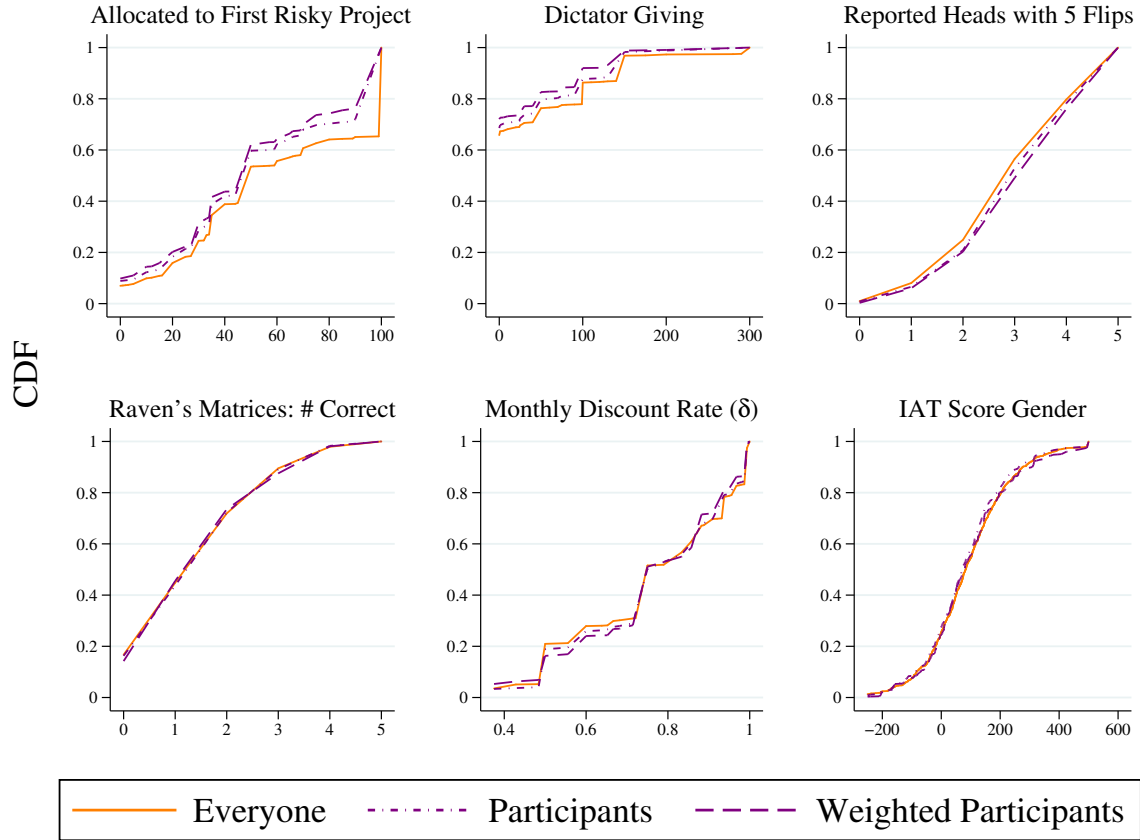 Allocated to First Risky Project
Dictator Giving
Reported Heads with 5 Flips
1
0.8
0.6
0.4
0.2
0
0 20 40 60 80 100
1
0.8
0.6
0.4
0.2
0
0 100 200 300
1
0.8
0.6
0.4
0.2
0
0 1 2 3 4 5
CDF
Raven's Matrices: # Correct
Monthly Discount Rate (δ)
IAT Score Gender
1
0.8
0.6
0.4
0.2
0
0 1 2 3 4 5
1
0.8
0.6
0.4
0.2
0
0.4 0.6 0.8 1
1
0.8
0.6
0.4
0.2
0
−200 0 200 400 600
Everyone Participants Weighted Participants